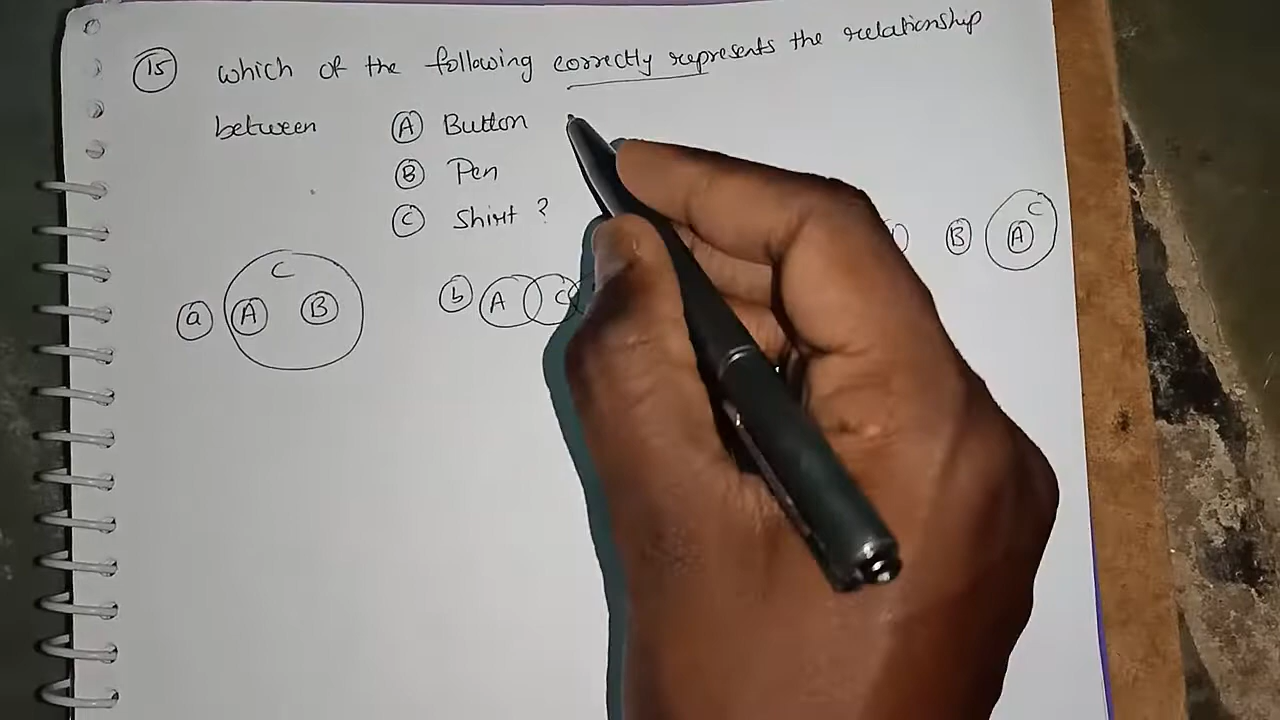 15 which of the following correctly represents the relationship
between A Button
B Pen
C Shirt ?
B C A
a C A B b A C